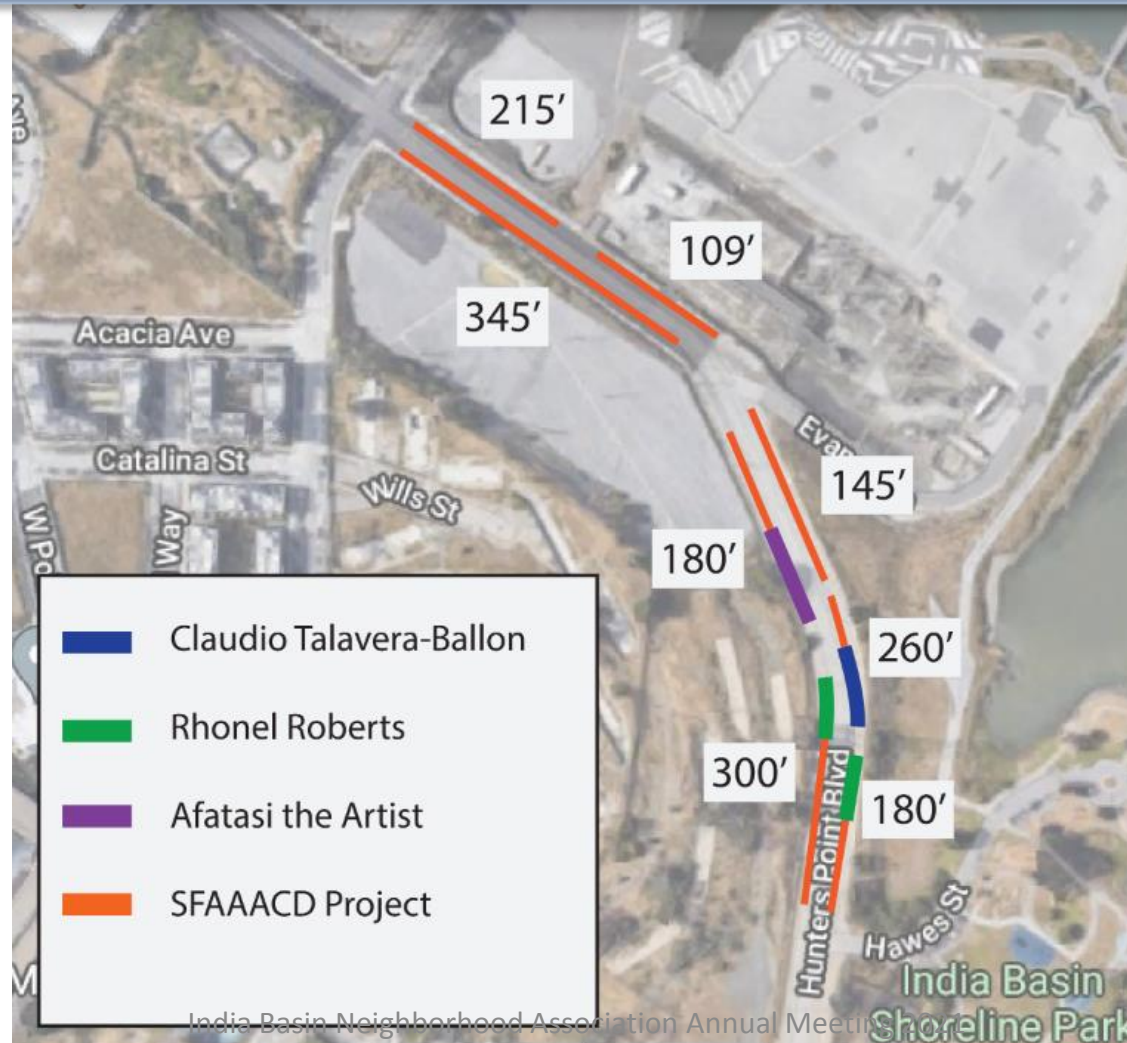 215’
109’
345’
Acacia Ave
Catalina St
Wills St
Way
145’
180’
260’
300’
180’
Hunters Point Blvd
Hawes St
India Basin
Shoreline Park
Claudio Talavera-Ballon
Rhonel Roberts
Afatasi the Artist
SFAAACD Project
India Basin Neighborhood Association Annual Meeting